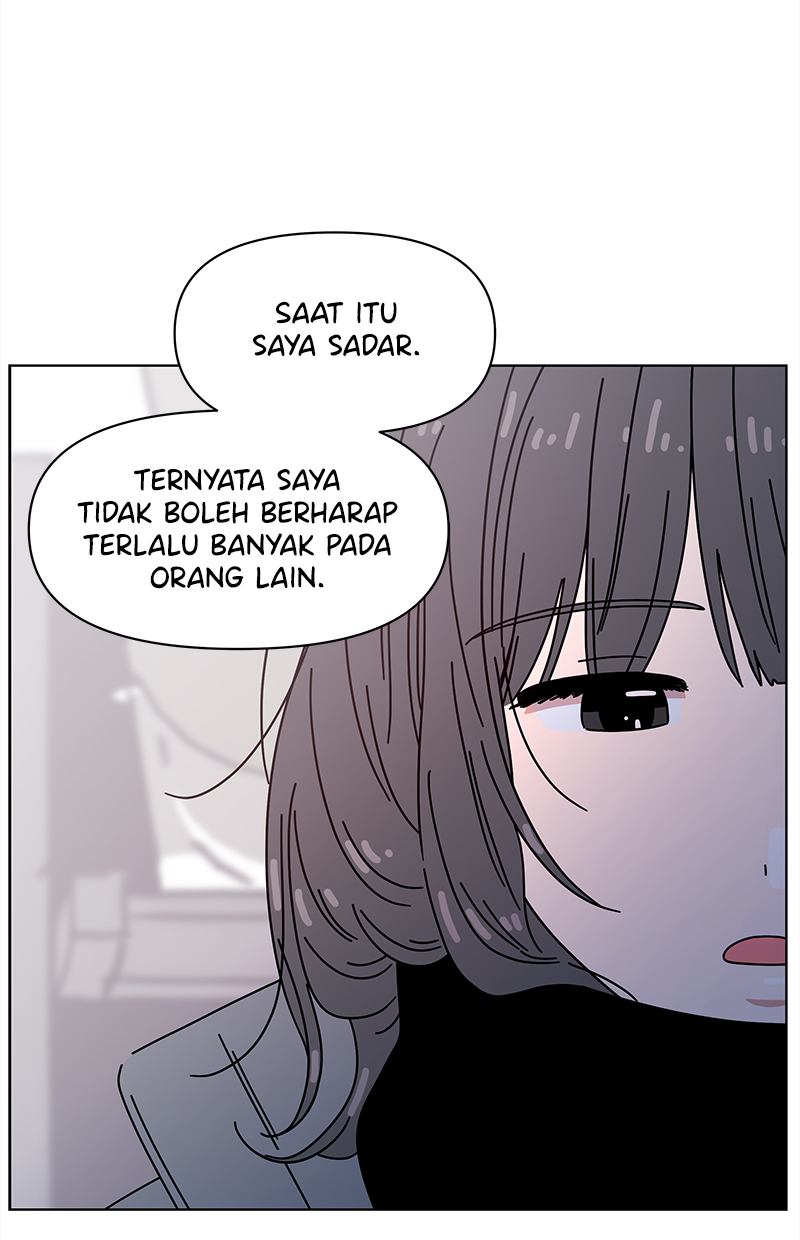 SAAT ITU
SAYA SADAR.
TERNYATA SAYA
TIDAK BOLEH BERHARAP
TERLALU BANYAK PADA
ORANG LAIN.